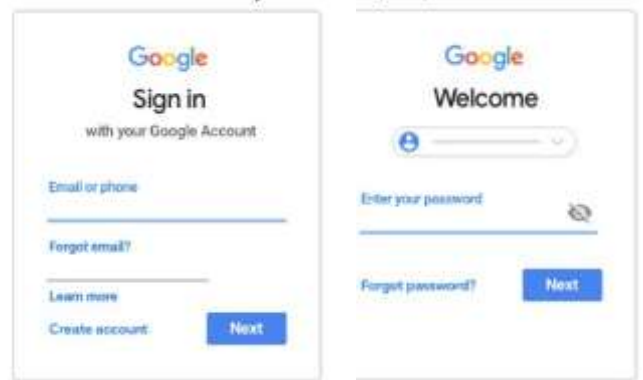 Google
Sign in
with your Google Account
Email or phone
Forgot email?
Learn more
Create account
Next
Google
Welcome
Enter your password
Forgot password?
Next